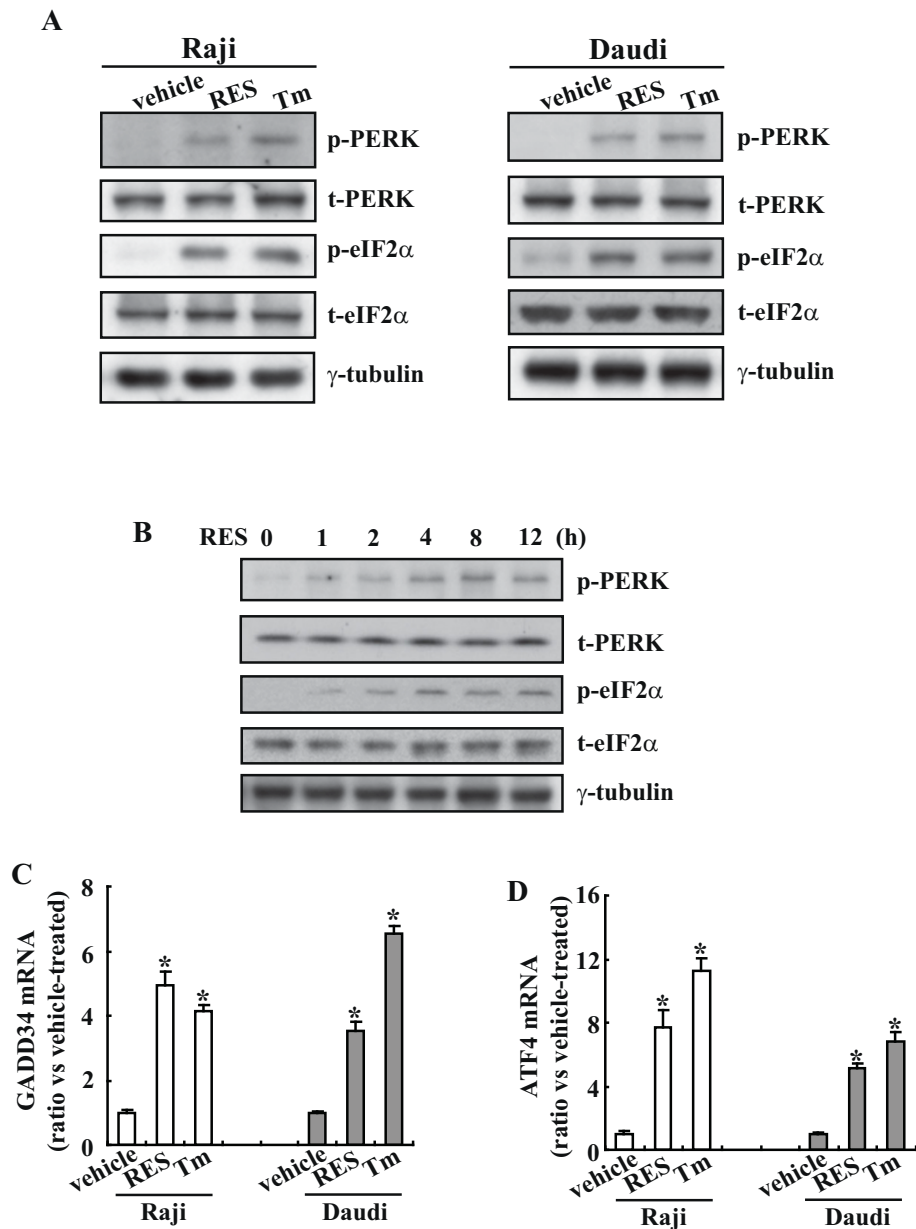 A
Raji
vehicle RES Tm
p-PERK
t-PERK
p-eIF2α
t-eIF2α
γ-tubulin
Daudi
vehicle RES Tm
p-PERK
t-PERK
p-eIF2α
t-eIF2α
γ-tubulin
B
RES 0 1 2 4 8 12 (h)
p-PERK
t-PERK
p-eIF2α
t-eIF2α
γ-tubulin
C
GADD34 mRNA
(ratio vs vehicle-treated)
8
6
4
2
0
* * * *
vehicle RES Tm vehicle RES Tm
Raji Daudi
D
ATF4 mRNA
(ratio vs vehicle-treated)
16
12
8
4
0
* * * *
vehicle RES Tm vehicle RES Tm
Raji Daudi